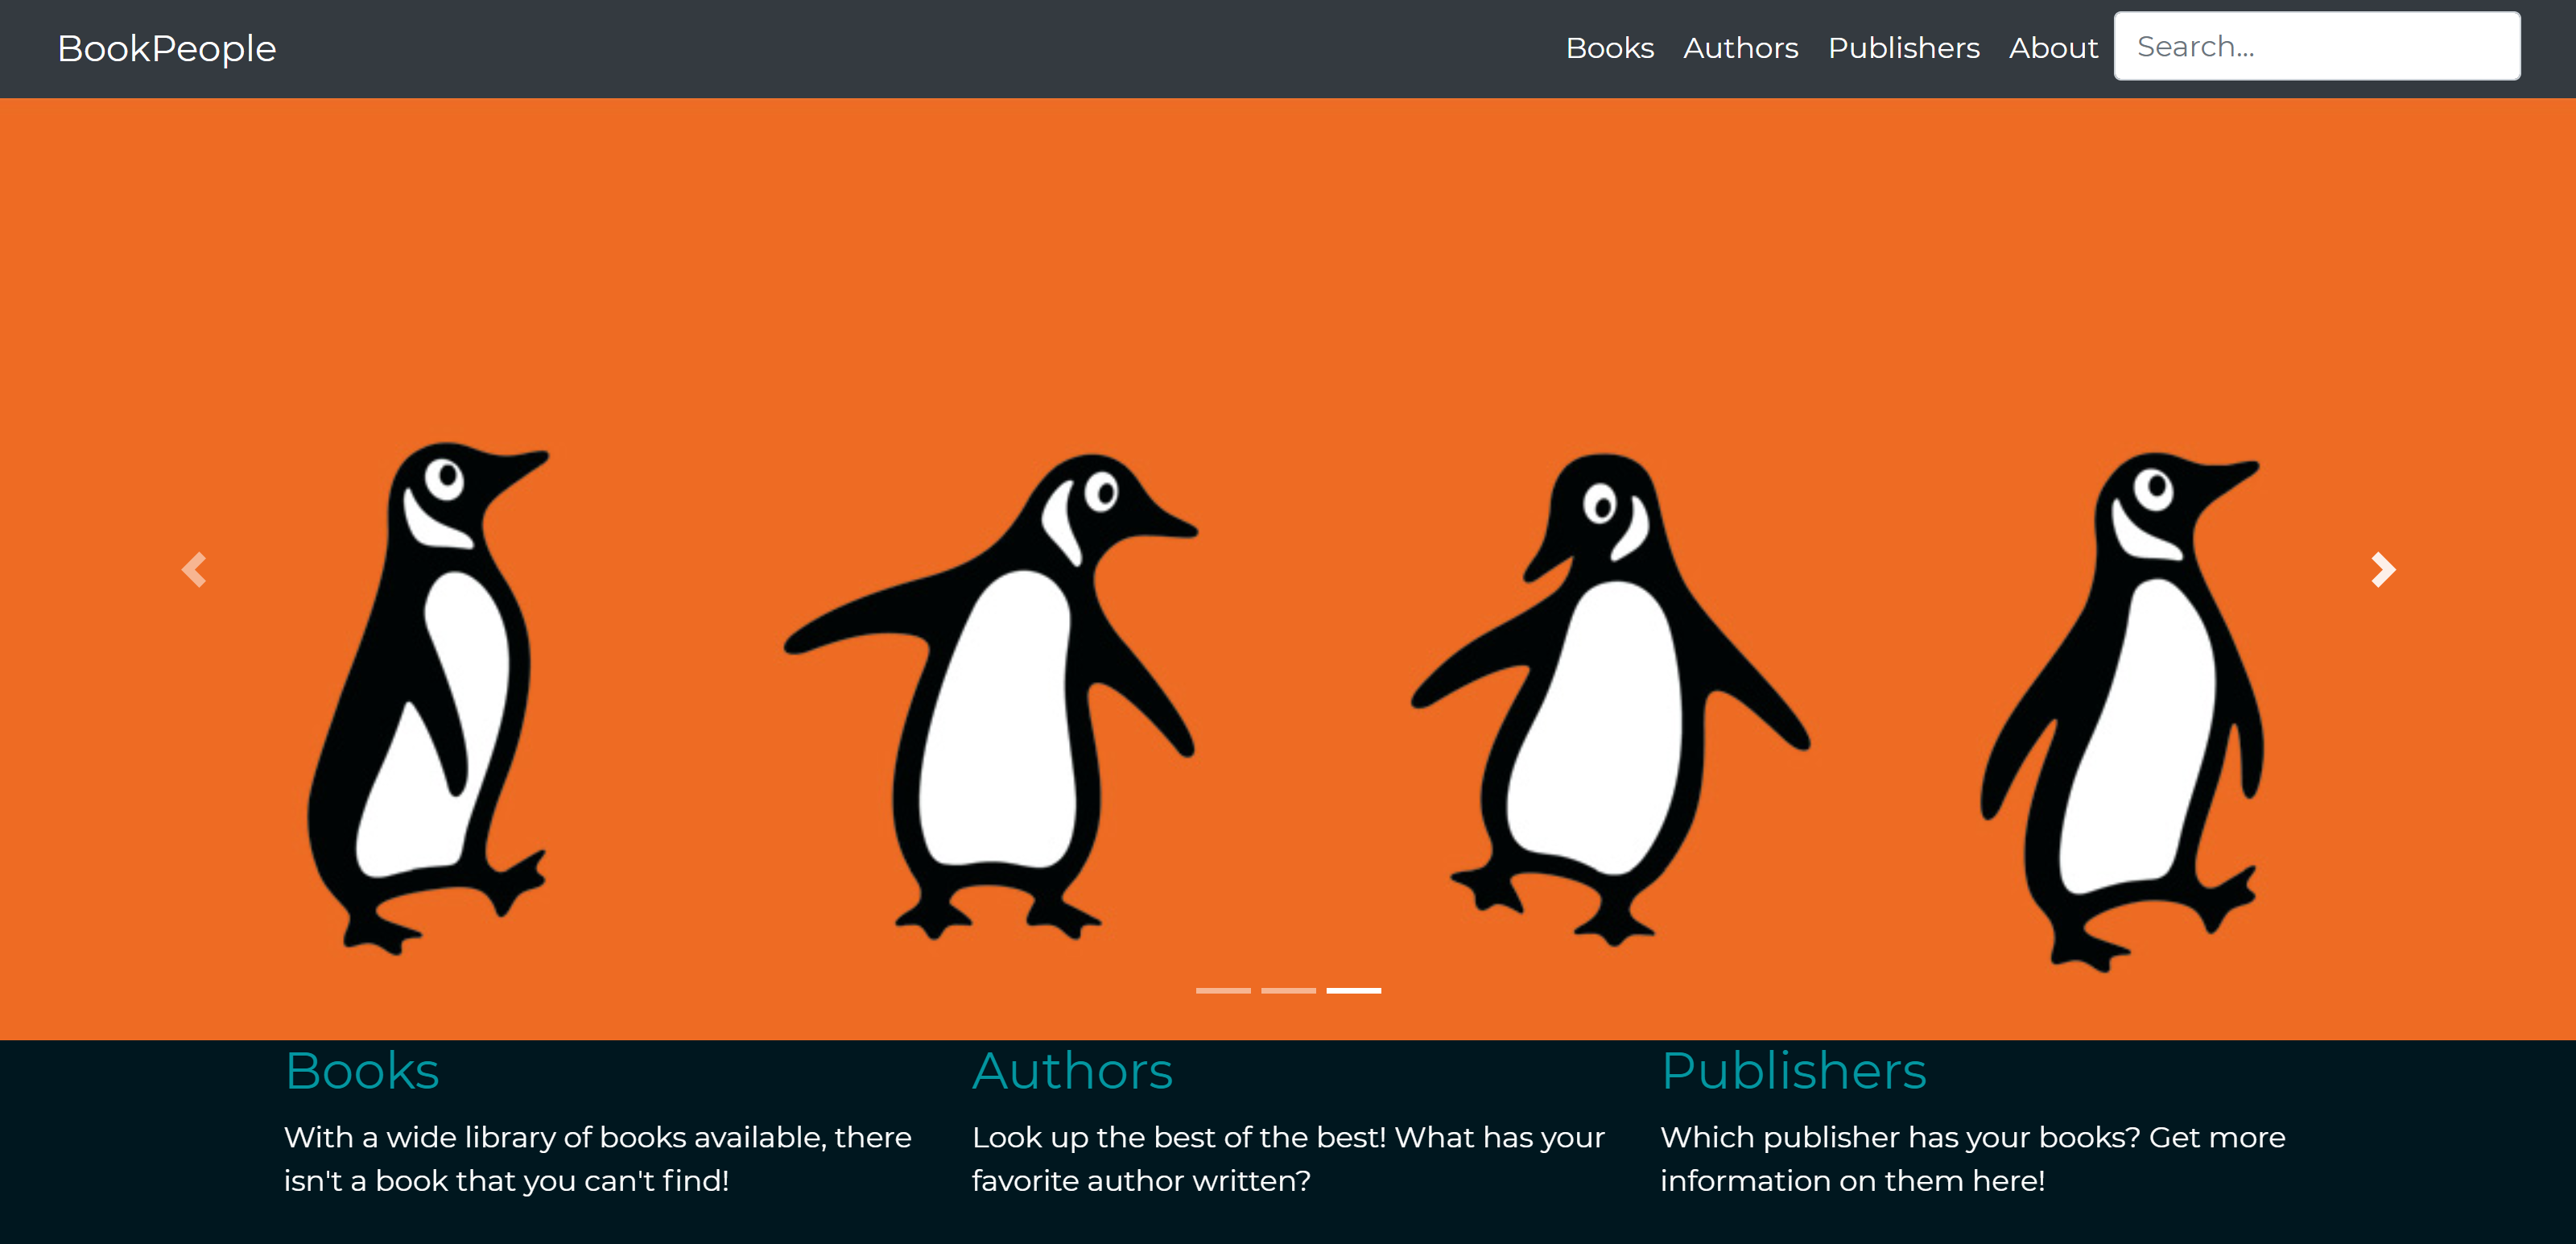 BookPeople
Books
Authors
Publishers
About
Search...
Books
With a wide library of books available, there
isn't a book that you can't find!
Authors
Look up the best of the best! What has your
favorite author written?
Publishers
Which publisher has your books? Get more
information on them here!